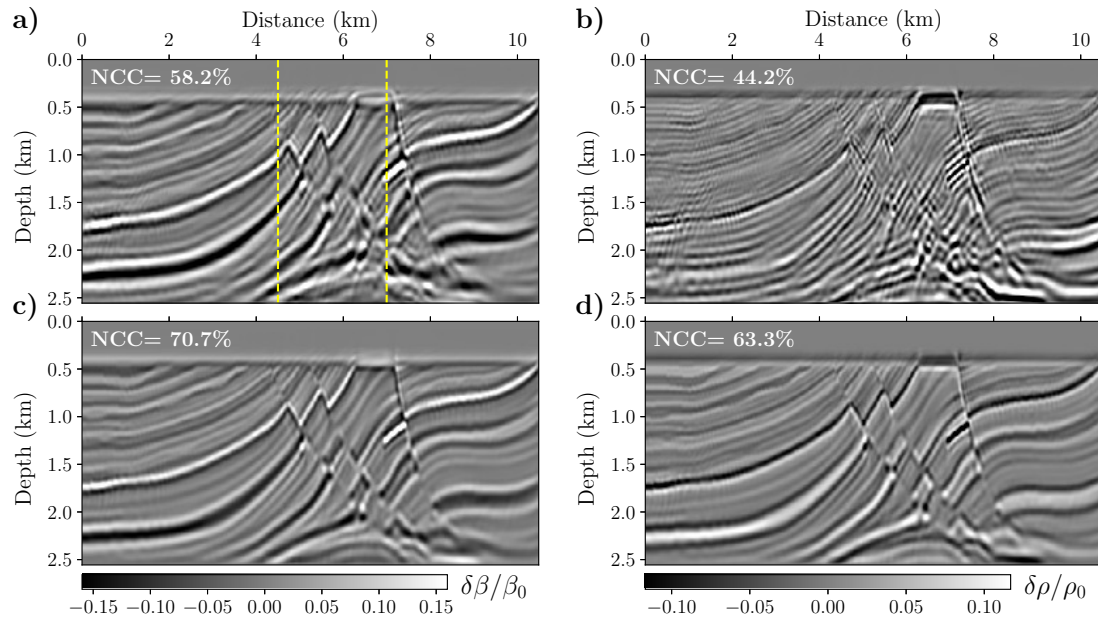 a)
Distance (km)
0 2 4 6 8 10
Depth (km)
0.0
0.5
1.0
1.5
2.0
2.5
NCC= 58.2%
b)
Distance (km)
0 2 4 6 8 10
Depth (km)
0.0
0.5
1.0
1.5
2.0
2.5
NCC= 44.2%
c)
Depth (km)
0.0
0.5
1.0
1.5
2.0
2.5
NCC= 70.7%
−0.15 −0.10 −0.05 0.00 0.05 0.10 0.15
δβ/β₀
d)
Depth (km)
0.0
0.5
1.0
1.5
2.0
2.5
NCC= 63.3%
−0.10 −0.05 0.00 0.05 0.10
δρ/ρ₀